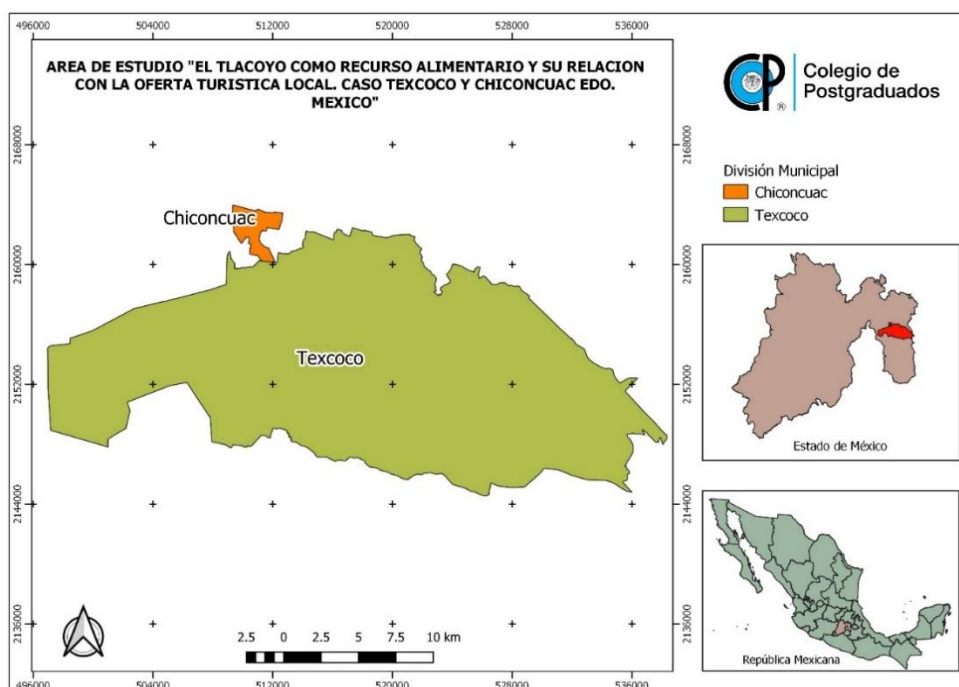 496000 504000 512000 520000 528000 536000
AREA DE ESTUDIO "EL TLACOYO COMO RECURSO ALIMENTARIO Y SU RELACION
CON LA OFERTA TURISTICA LOCAL. CASO TEXCOCO Y CHICONCUAC EDO.
MEXICO"
2168000 2168000
Chiconcuac
2160000 2160000
Texcoco
2152000 2152000
2144000 2144000
2136000 2136000
2.5 0 2.5 5 7.5 10 km
496000 504000 512000 520000 528000 536000
CP ®
Colegio de
Postgraduados
División Municipal
Chiconcuac
Texcoco
Estado de México
República Mexicana